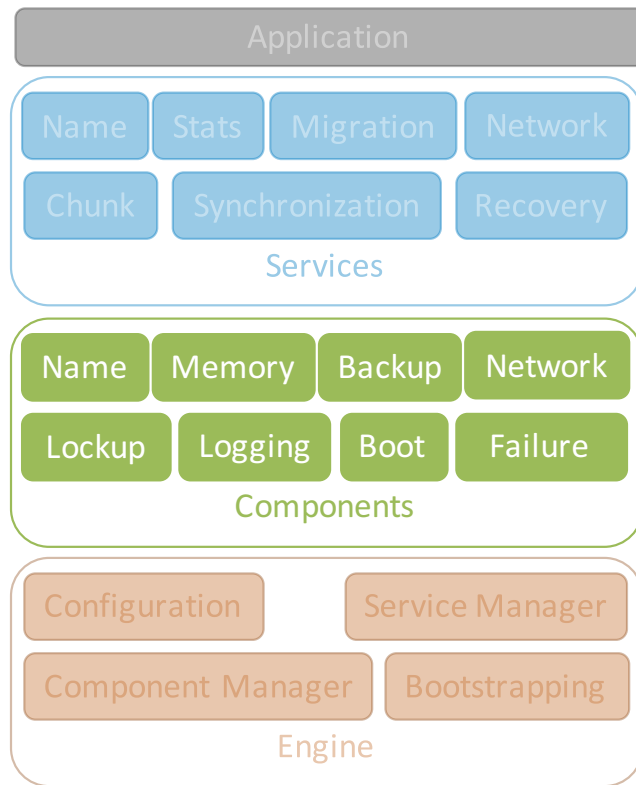 Application
Name Stats Migration Network
Chunk Synchronization Recovery
Services
Name Memory Backup Network
Lockup Logging Boot Failure
Components
Configuration Service Manager
Component Manager Bootstrapping
Engine